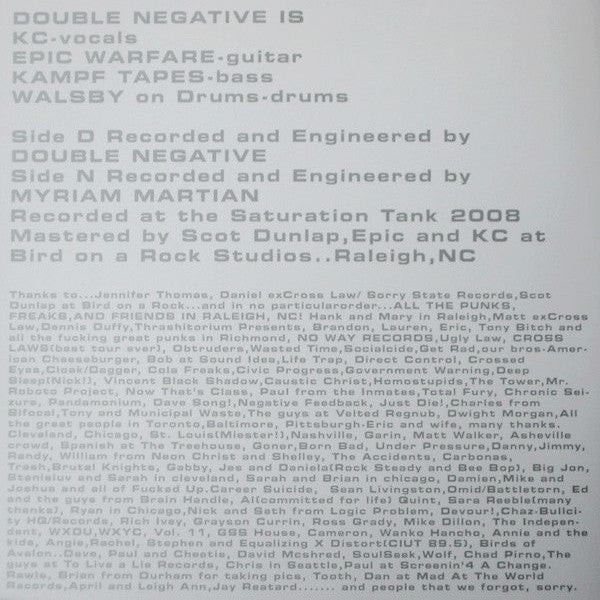 DOUBLE NEGATIVE IS
KC-vocals
EPIC WARFARE-guitar
KAMPF TAPES-bass
WALSBY on Drums-drums
Side D Recorded and Engineered by
DOUBLE NEGATIVE
Side N Recorded and Engineered by
MYRIAM MARTIAN
Recorded at the Saturation Tank 2008
Mastered by Scot Dunlap,Epic and KC at
Bird on a Rock Studios..Raleigh,NC
Thanks to...Jennifer Thomas, Daniel exCross Law/ Sorry State Records,Scot
Dunlap at Bird on a Rock...and in no particularorder...ALL THE PUNKS,
FREAKS,AND FRIENDS IN RALEIGH, NC! Hank and Mary in Raleigh,Matt exCross
Law,Dennis Duffy,Thrashitorium Presents, Brandon, Lauren, Eric, Tony Bitch and
all the fucking great punks in Richmond, NO WAY RECORDS,Ugly Law, CROSS
LAWS(best tour ever), Obtruders,Wasted Time,Socialcide,Get Rad,our bros-Amer-
ican Cheeseburger, Bob at Sound Idea,Life Trap, Direct Control, Crossed
Eyes,Cloak/Dagger, Cola Freaks,Civic Progress,Government Warning,Deep
Sleep(Nick!), Vincent Black Shadow,Caustic Christ,Homostupids,The Tower,Mr.
Roboto Project, Now That's Class, Paul from the Inmates,Total Fury, Chronic Sei-
zure, Pandamonium, Dave Song!,Negative Feedback, Just Die!,Charles from
Bifocal,Tony and Municipal Waste,The guys at Velted Regnub, Dwight Morgan,All
the great people in Toronto,Baltimore, Pittsburgh-Eric and wife, many thanks.
Cleveland, Chicago, St. Louis(Miester!),Nashville, Garin, Matt Walker, Asheville
crowd, Spanish at The Treehouse, Goner,Born Bad, Under Pressure,Danny,Jimmy,
Randy, William from Neon Christ and Shelley, The Accidents, Carbonas,
Trash,Brutal Knights, Gabby, Jes and Daniela(Rock Steady and Bee Bop), Big Jon,
Stanisluv and Sarah in cleveland, Sarah and Brian in chicago, Damien,Mike and
Joshua and all of Fucked Up.Career Suicide, Sean Livingston,Omid/Battletorn, Ed
and the guys from Brain Handle, Al(committed for life) Quint, Sara Reeble(many
thanks), Ryan in Chicago,Nick and Seth from Logic Problem, Devour!,Chaz-Bullci-
ty HQ/Records, Rich Ivey, Grayson Currin, Ross Grady, Mike Dillon, The Indepen-
dent, WXDU,WXYC, Vol. 11, GSS House, Cameron, Wanko Hancho, Annie and the
kids, Angie,Rachel, Stephen and Equalizing X Distort(CIUT 89.5), Birds of
Avalon..Dave, Paul and Cheetie, David Mcshred, SoulSeek,Wolf, Chad Pirno,The
guys at To Live a Lie Records, Chris in Seattle,Paul at Screenin'4 A Change.
Rawie, Brian from Durham for taking pics, Tooth, Dan at Mad At The World
Records,April and Leigh Ann,Jay Reatard....... and people that we forgot, sorry.